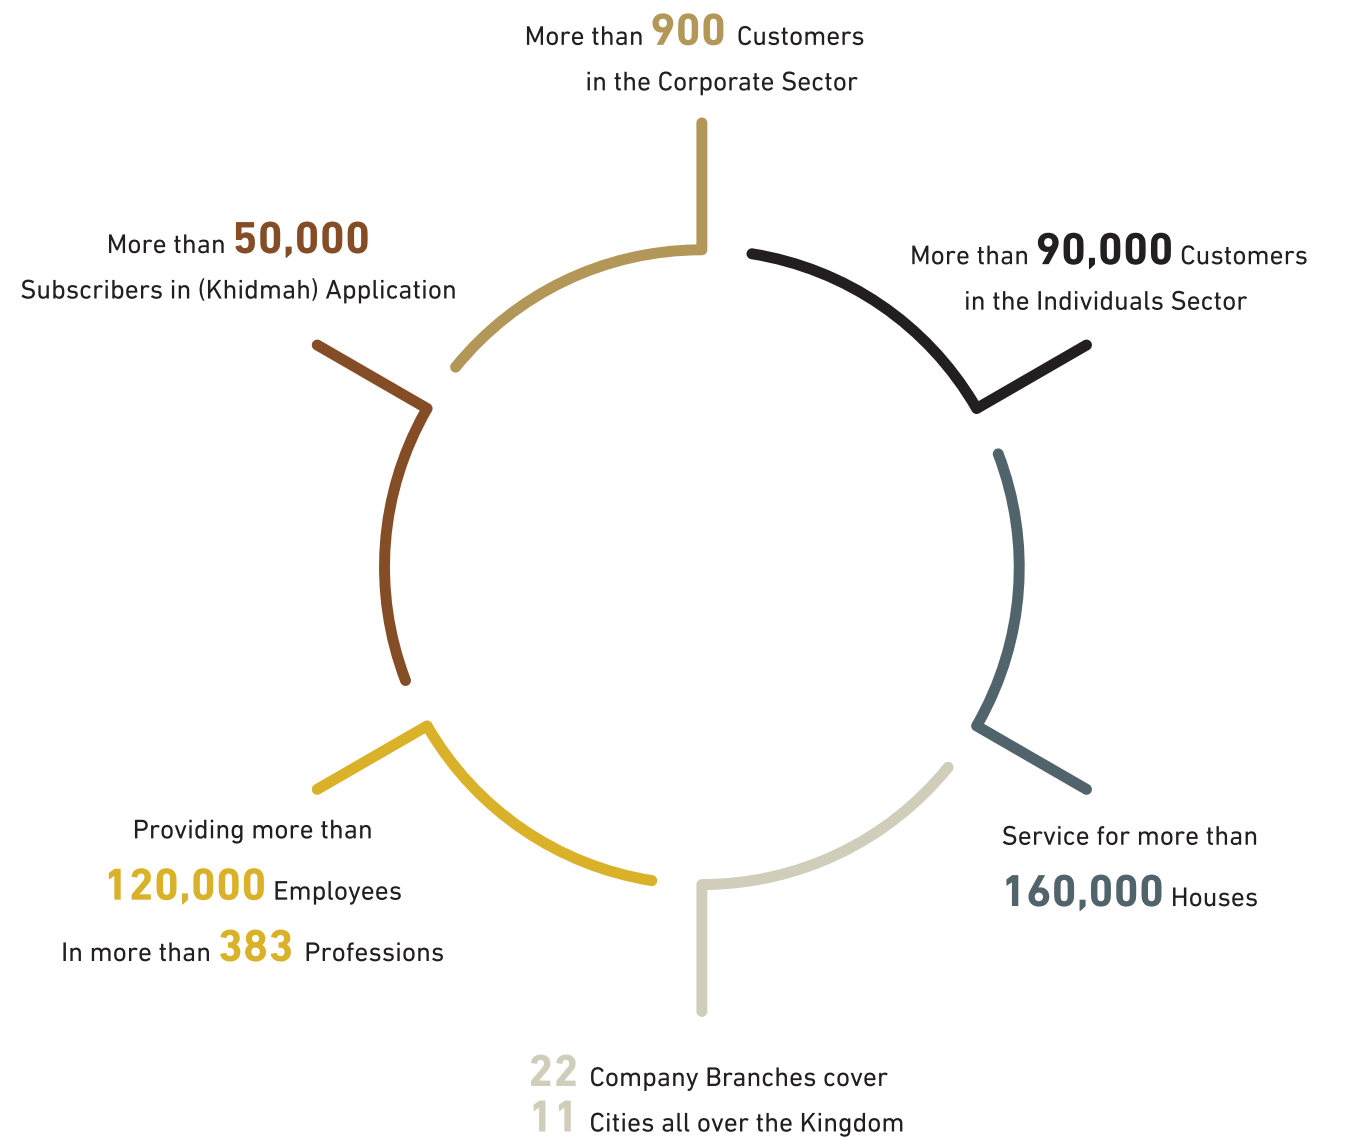 More than 900 Customers
in the Corporate Sector
More than 50,000
Subscribers in (Khidmah) Application
More than 90,000 Customers
in the Individuals Sector
Providing more than
120,000 Employees
In more than 383 Professions
Service for more than
160,000 Houses
22 Company Branches cover
11 Cities all over the Kingdom